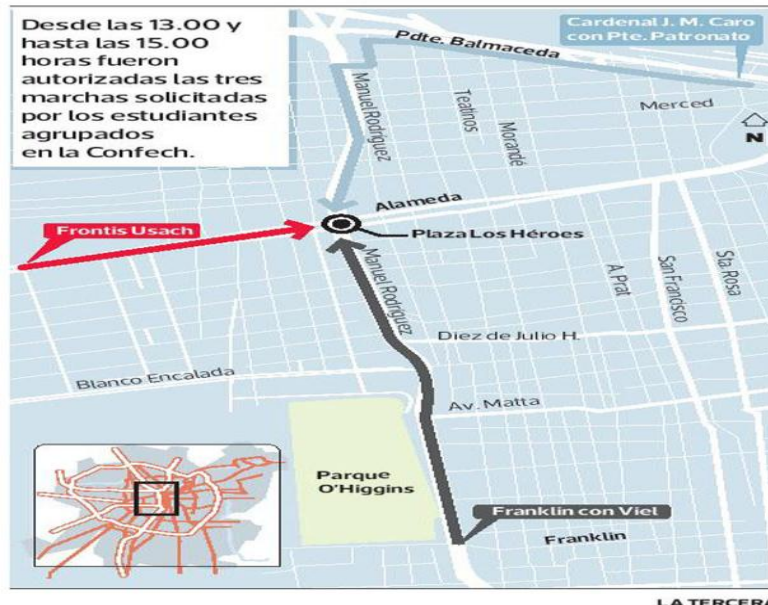 Desde las 13.00 y
hasta las 15.00
horas fueron
autorizadas las tres
marchas solicitadas
por los estudiantes
agrupados
en la Confech.
Cardenal J. M. Caro
con Pte. Patronato
Pdte. Balmaceda
Manuel Rodríguez
Teatinos
Morandé
Merced
N
Alameda
Frontis Usach
Plaza Los Héroes
Manuel Rodríguez
A. Prat
San Francisco
Sta. Rosa
Diez de Julio H.
Blanco Encalada
Av. Matta
Parque
O'Higgins
Franklin con Viel
Franklin
LA TERCERA